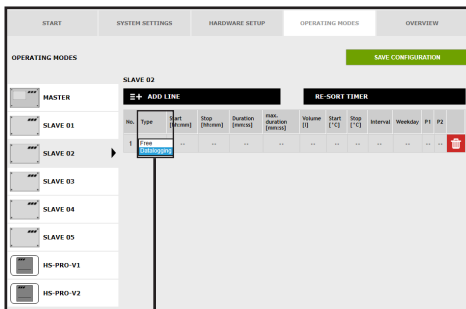 START SYSTEM SETTINGS HARDWARE SETUP OPERATING MODES OVERVIEW
OPERATING MODES SAVE CONFIGURATION
SLAVE 02
ADD LINE RE-SORT TIMER
MASTER
SLAVE 01
SLAVE 02
SLAVE 03
SLAVE 04
SLAVE 05
HS-PRO-V1
HS-PRO-V2
No. Type Start [hh:mm] Stop [hh:mm] Duration [mm:ss] max. duration [mm:ss] Volume [l] Start [°C] Stop [°C] Interval Weekday P1 P2
1 Free -- -- -- -- -- -- -- -- -- -- --
Datalogging